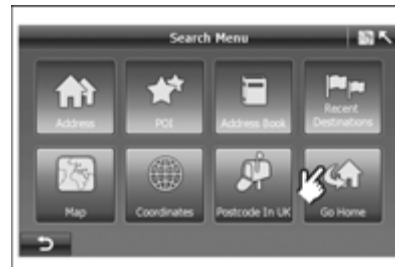 Search Menu
Address
POI
Address Book
Recent
Destinations
Map
Coordinates
Postcode In UK
Go Home